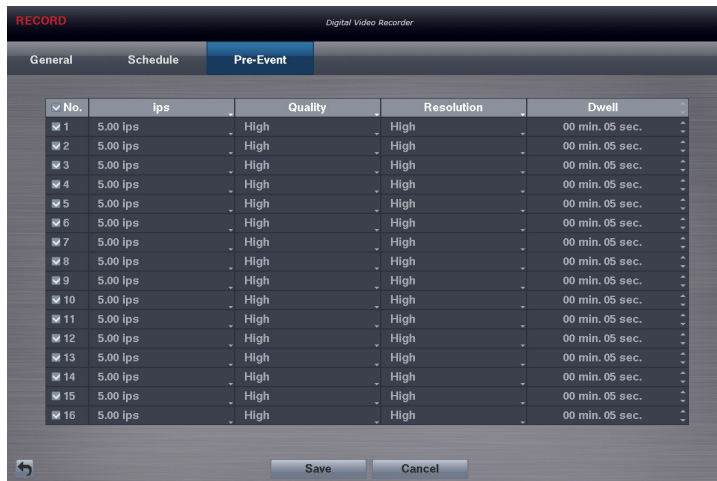 RECORD Digital Video Recorder
General Schedule Pre-Event
No. ips Quality Resolution Dwell
1 5.00 ips High High 00 min. 05 sec.
2 5.00 ips High High 00 min. 05 sec.
3 5.00 ips High High 00 min. 05 sec.
4 5.00 ips High High 00 min. 05 sec.
5 5.00 ips High High 00 min. 05 sec.
6 5.00 ips High High 00 min. 05 sec.
7 5.00 ips High High 00 min. 05 sec.
8 5.00 ips High High 00 min. 05 sec.
9 5.00 ips High High 00 min. 05 sec.
10 5.00 ips High High 00 min. 05 sec.
11 5.00 ips High High 00 min. 05 sec.
12 5.00 ips High High 00 min. 05 sec.
13 5.00 ips High High 00 min. 05 sec.
14 5.00 ips High High 00 min. 05 sec.
15 5.00 ips High High 00 min. 05 sec.
16 5.00 ips High High 00 min. 05 sec.
Save Cancel